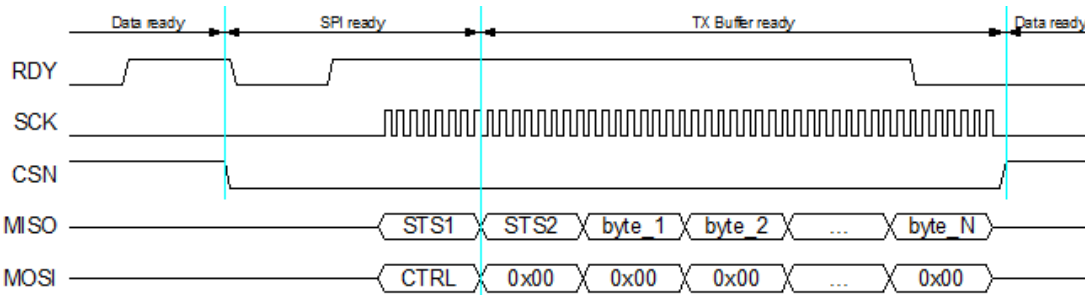 Data ready SPI ready TX Buffer ready Data ready
RDY
SCK
CSN
MISO STS1 STS2 byte_1 byte_2 ... byte_N
MOSI CTRL 0x00 0x00 0x00 ... 0x00